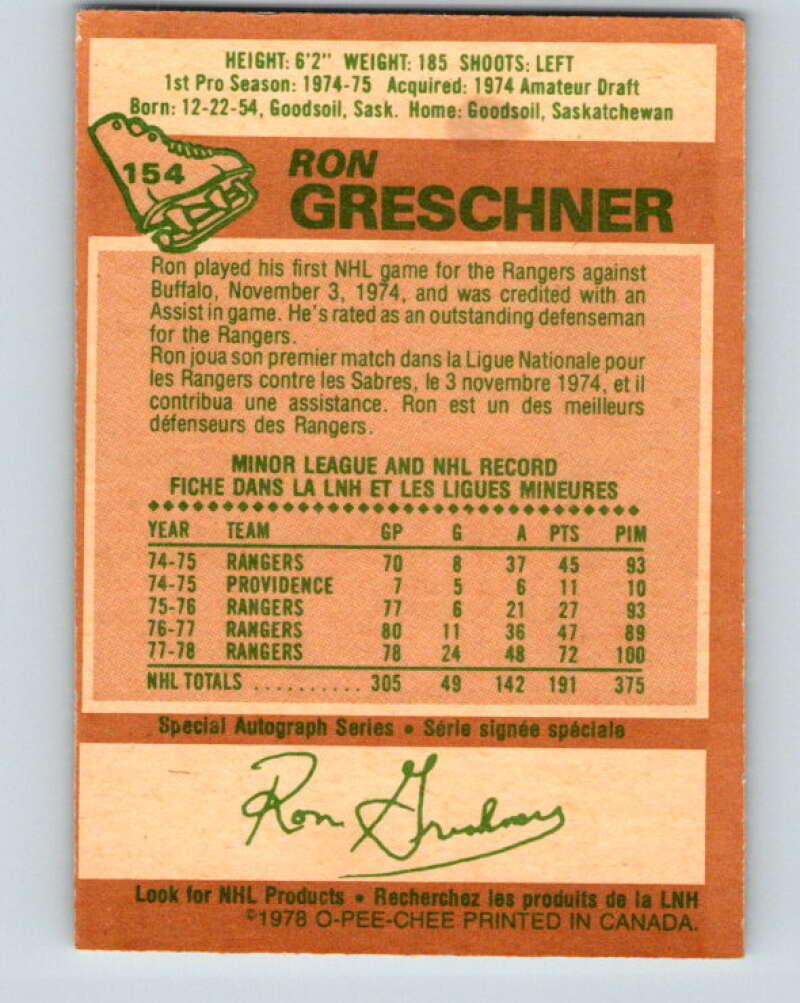 HEIGHT: 6'2" WEIGHT: 185 SHOOTS: LEFT
1st Pro Season: 1974-75 Acquired: 1974 Amateur Draft
Born: 12-22-54, Goodsoil, Sask. Home: Goodsoil, Saskatchewan
154
RON
GRESCHNER
Ron played his first NHL game for the Rangers against
Buffalo, November 3, 1974, and was credited with an
Assist in game. He's rated as an outstanding defenseman
for the Rangers.
Ron joua son premier match dans la Ligue Nationale pour
les Rangers contre les Sabres, le 3 novembre 1974, et il
contribua une assistance. Ron est un des meilleurs
défenseurs des Rangers.
MINOR LEAGUE AND NHL RECORD
FICHE DANS LA LNH ET LES LIGUES MINEURES
YEAR TEAM GP G A PTS PIM
74-75 RANGERS 70 8 37 45 93
74-75 PROVIDENCE 7 5 6 11 10
75-76 RANGERS 77 6 21 27 93
76-77 RANGERS 80 11 36 47 89
77-78 RANGERS 78 24 48 72 100
NHL TOTALS .......... 305 49 142 191 375
Special Autograph Series • Série signée spéciale
Ron Greschner
Look for NHL Products • Recherchez les produits de la LNH
©1978 O-PEE-CHEE PRINTED IN CANADA.